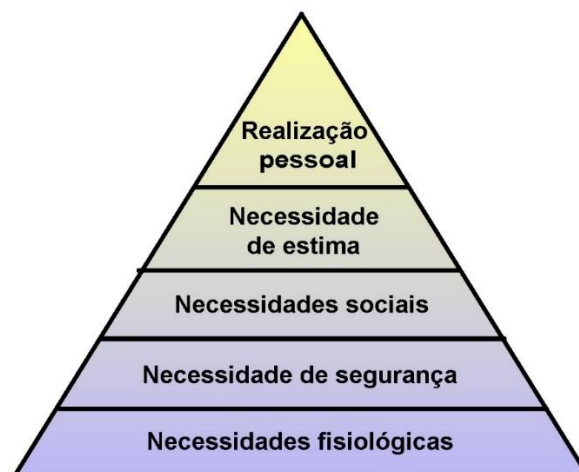 Realização
pessoal
Necessidade
de estima
Necessidades sociais
Necessidade de segurança
Necessidades fisiológicas